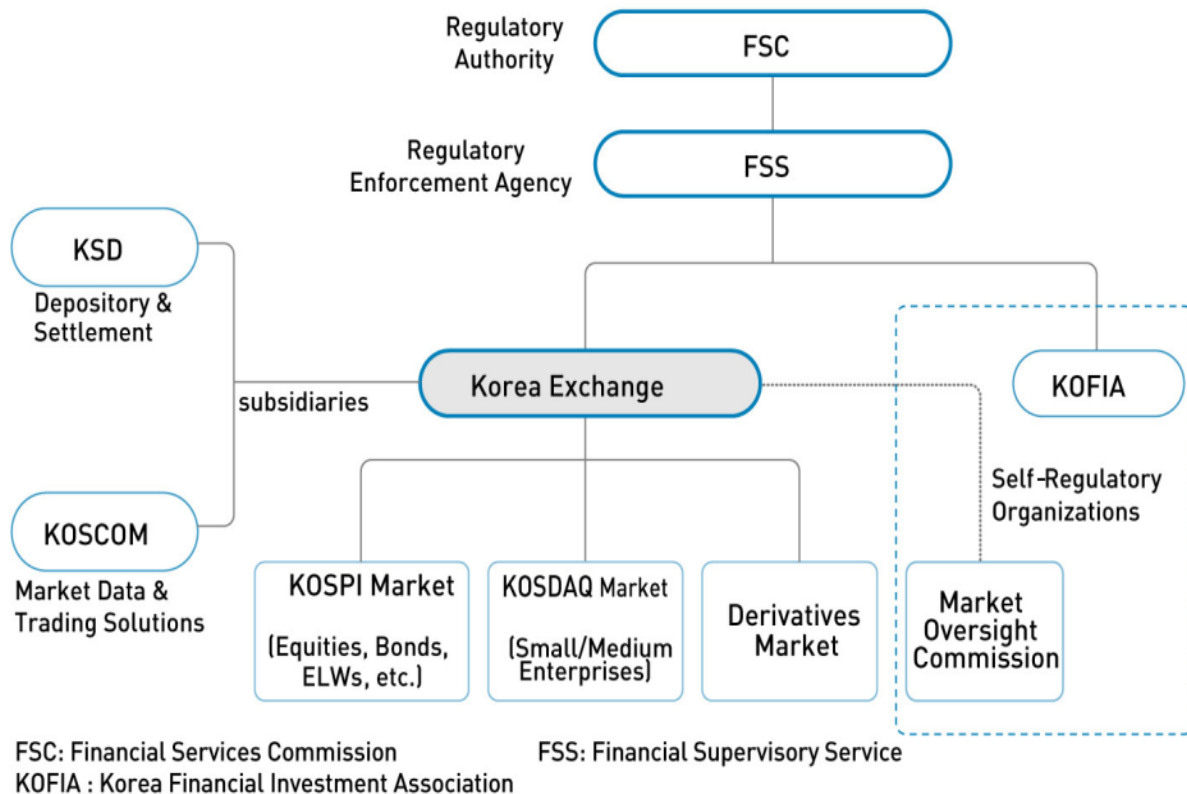 Regulatory
Authority
FSC
Regulatory
Enforcement Agency
FSS
KSD
Depository &
Settlement
subsidiaries
Korea Exchange
KOFIA
KOSCOM
Market Data &
Trading Solutions
Self-Regulatory
Organizations
KOSPI Market
(Equities, Bonds,
ELWs, etc.)
KOSDAQ Market
(Small/Medium
Enterprises)
Derivatives
Market
Market
Oversight
Commission
FSC: Financial Services Commission
FSS: Financial Supervisory Service
KOFIA : Korea Financial Investment Association